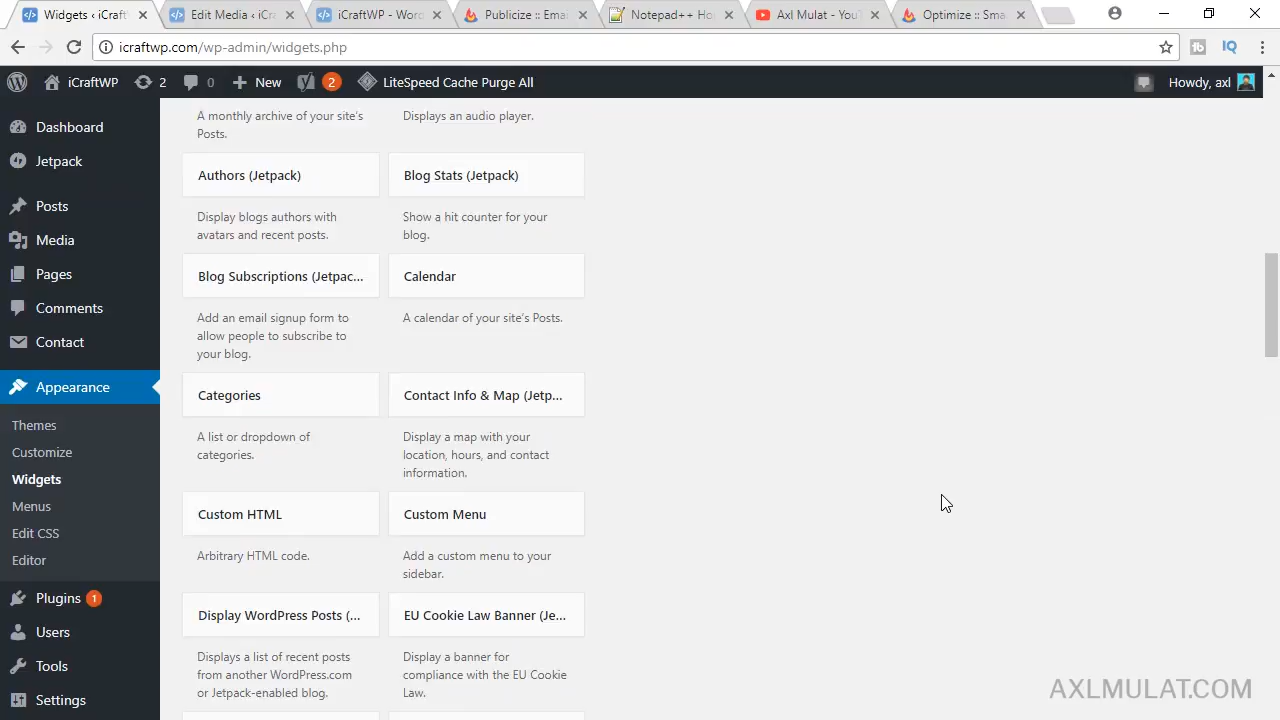 Widgets ‹ iCraft
Edit Media ‹ iCra
iCraftWP - Wor
Publicize :: Ema
Notepad++ Ho
Axl Mulat - You
Optimize :: Sma
icraftwp.com/wp-admin/widgets.php
iCraftWP 2 0 New 2 LiteSpeed Cache Purge All Howdy, axl
Dashboard
Jetpack
Posts
Media
Pages
Comments
Contact
Appearance
Themes
Customize
Widgets
Menus
Edit CSS
Editor
Plugins 1
Users
Tools
Settings
A monthly archive of your site's
Posts.
Displays an audio player.
Authors (Jetpack)
Display blogs authors with
avatars and recent posts.
Blog Stats (Jetpack)
Show a hit counter for your
blog.
Blog Subscriptions (Jetpac...
Add an email signup form to
allow people to subscribe to
your blog.
Calendar
A calendar of your site's Posts.
Categories
A list or dropdown of
categories.
Contact Info & Map (Jetp...
Display a map with your
location, hours, and contact
information.
Custom HTML
Arbitrary HTML code.
Custom Menu
Add a custom menu to your
sidebar.
Display WordPress Posts (...
Displays a list of recent posts
from another WordPress.com
or Jetpack-enabled blog.
EU Cookie Law Banner (Je...
Display a banner for
compliance with the EU Cookie
Law.
AXLMULAT.COM